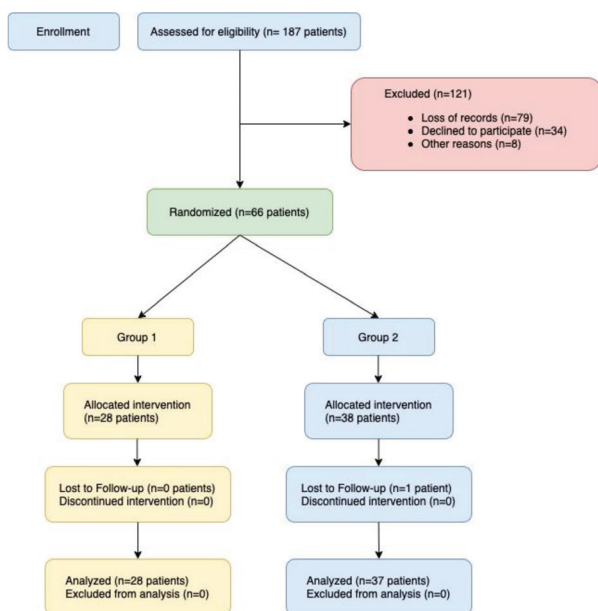 Enrollment
Assessed for eligibility (n= 187 patients)
Excluded (n=121)
● Loss of records (n=79)
● Declined to participate (n=34)
● Other reasons (n=8)
Randomized (n=66 patients)
Group 1
Group 2
Allocated intervention
(n=28 patients)
Allocated intervention
(n=38 patients)
Lost to Follow-up (n=0 patients)
Discontinued intervention (n=0)
Lost to Follow-up (n=1 patient)
Discontinued intervention (n=0)
Analyzed (n=28 patients)
Excluded from analysis (n=0)
Analyzed (n=37 patients)
Excluded from analysis (n=0)